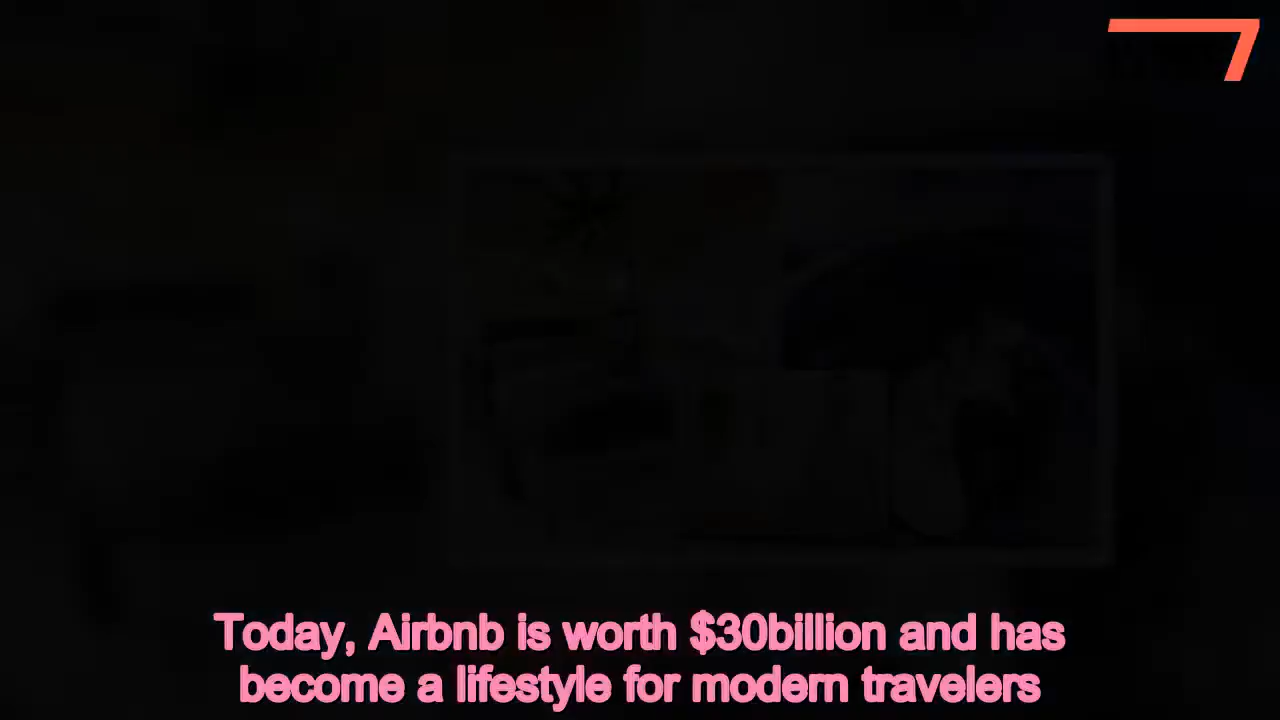 Today, Airbnb is worth $30billion and has
become a lifestyle for modern travelers